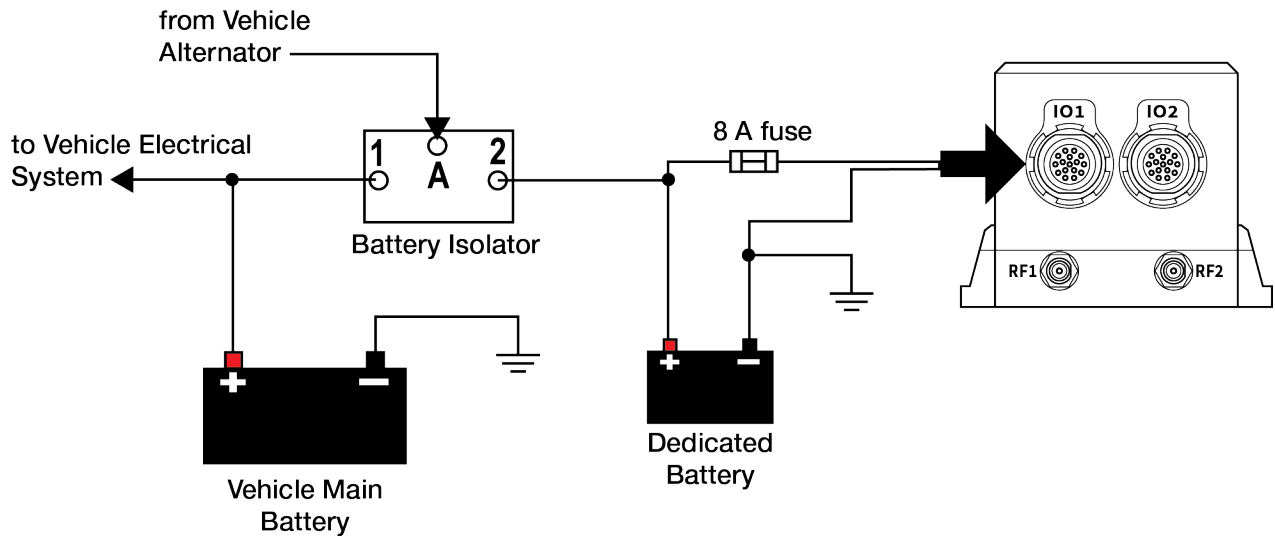 from Vehicle
Alternator
to Vehicle Electrical
System
1
A
2
Battery Isolator
8 A fuse
IO1
IO2
RF1
RF2
+
−
Vehicle Main
Battery
+
−
Dedicated
Battery